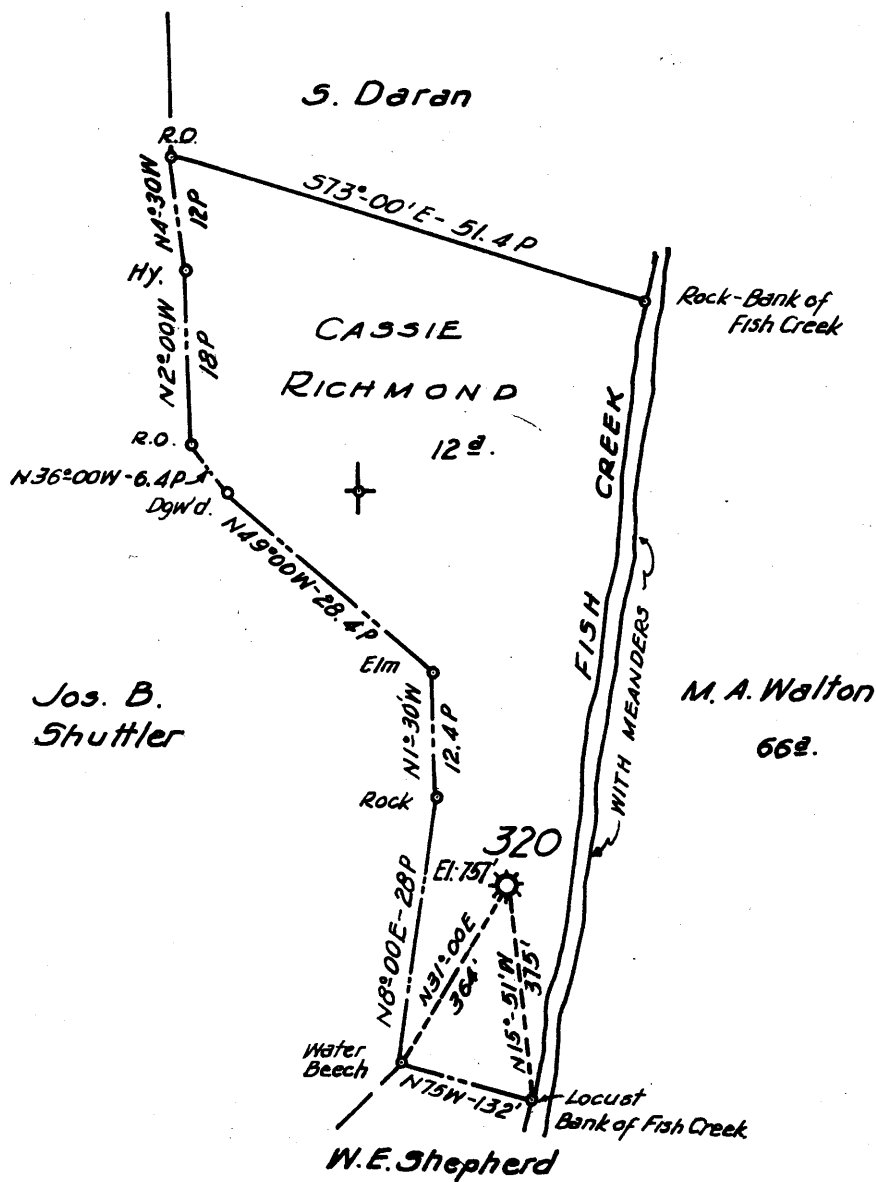 S. Daran
R.O.
S73°-00'E- 51.4 P
N4°30W
12P
Hy.
Rock-Bank of
Fish Creek
N2°00W
18P
CASSIE
RICHMOND
12 a.
R.O.
N36°00W-6.4P
Dgw'd.
N49°00W-28.4P
FISH CREEK
WITH MEANDERS
Elm
Jos. B.
Shuttler
M. A. Walton
66a.
N1°-30'W
12.4P
Rock
320
El: 757'
N8°00E-28P
N31°00E
364'
N15°-51'W
375'
Water
Beech
N75W-132'
Locust
Bank of Fish Creek
W.E. Shepherd